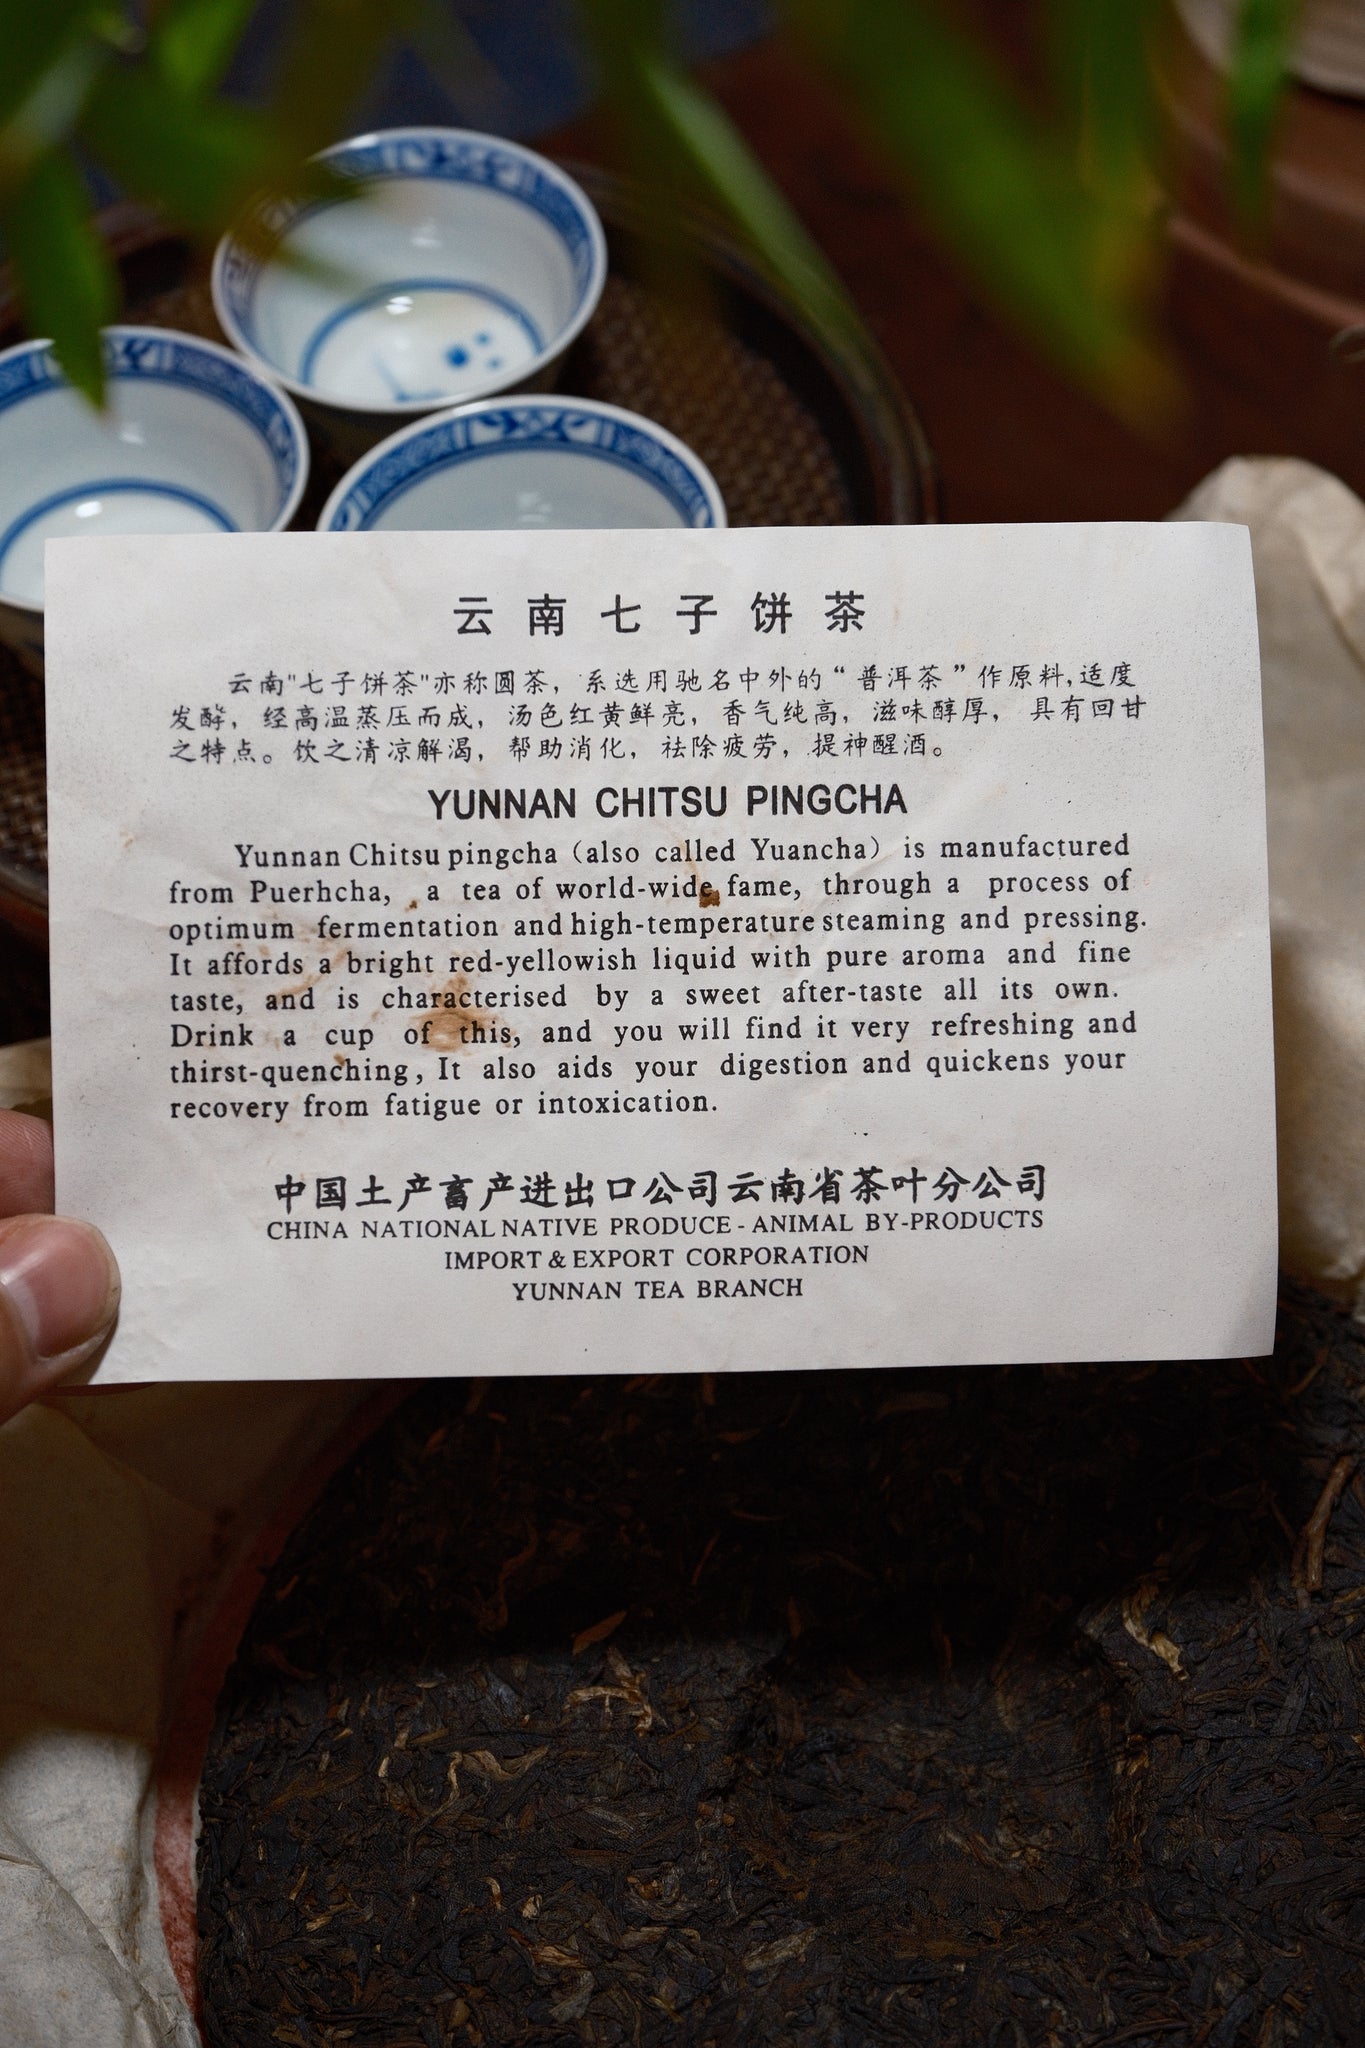 云南七子饼茶
云南"七子饼茶"亦称圆茶，系选用驰名中外的“普洱茶”作原料,适度
发酵，经高温蒸压而成，汤色红黄鲜亮，香气纯高，滋味醇厚，具有回甘
之特点。饮之清凉解渴，帮助消化，祛除疲劳，提神醒酒。
YUNNAN CHITSU PINGCHA
Yunnan Chitsu pingcha (also called Yuancha) is manufactured
from Puerhcha, a tea of world-wide fame, through a process of
optimum fermentation and high-temperature steaming and pressing.
It affords a bright red-yellowish liquid with pure aroma and fine
taste, and is characterised by a sweet after-taste all its own.
Drink a cup of this, and you will find it very refreshing and
thirst-quenching, It also aids your digestion and quickens your
recovery from fatigue or intoxication.
中国土产畜产进出口公司云南省茶叶分公司
CHINA NATIONAL NATIVE PRODUCE - ANIMAL BY-PRODUCTS
IMPORT & EXPORT CORPORATION
YUNNAN TEA BRANCH